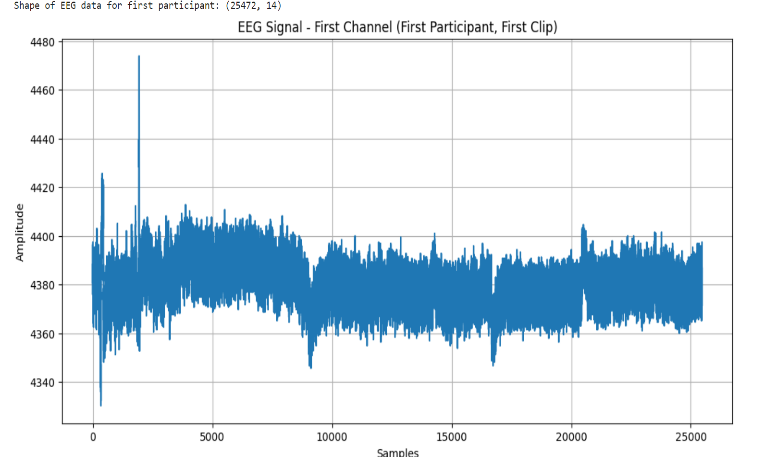 Shape of EEG data for first participant: (25472, 14)
EEG Signal - First Channel (First Participant, First Clip)
4480
4460
4440
4420
4400
4380
4360
4340
Amplitude
0 5000 10000 15000 20000 25000
Samples